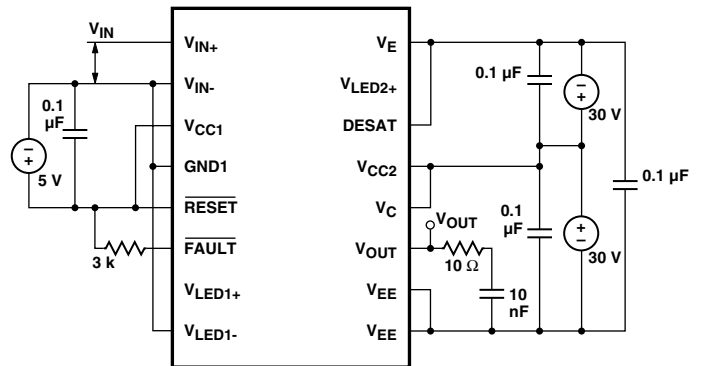 VIN
VIN+
VIN-
VCC1
GND1
RESET
FAULT
VLED1+
VLED1-
VE
VLED2+
DESAT
VCC2
VC
VOUT
VEE
VEE
0.1
µF
5 V
3 k
VOUT
10 Ω
10
nF
0.1 µF
30 V
0.1
µF
30 V
0.1 µF